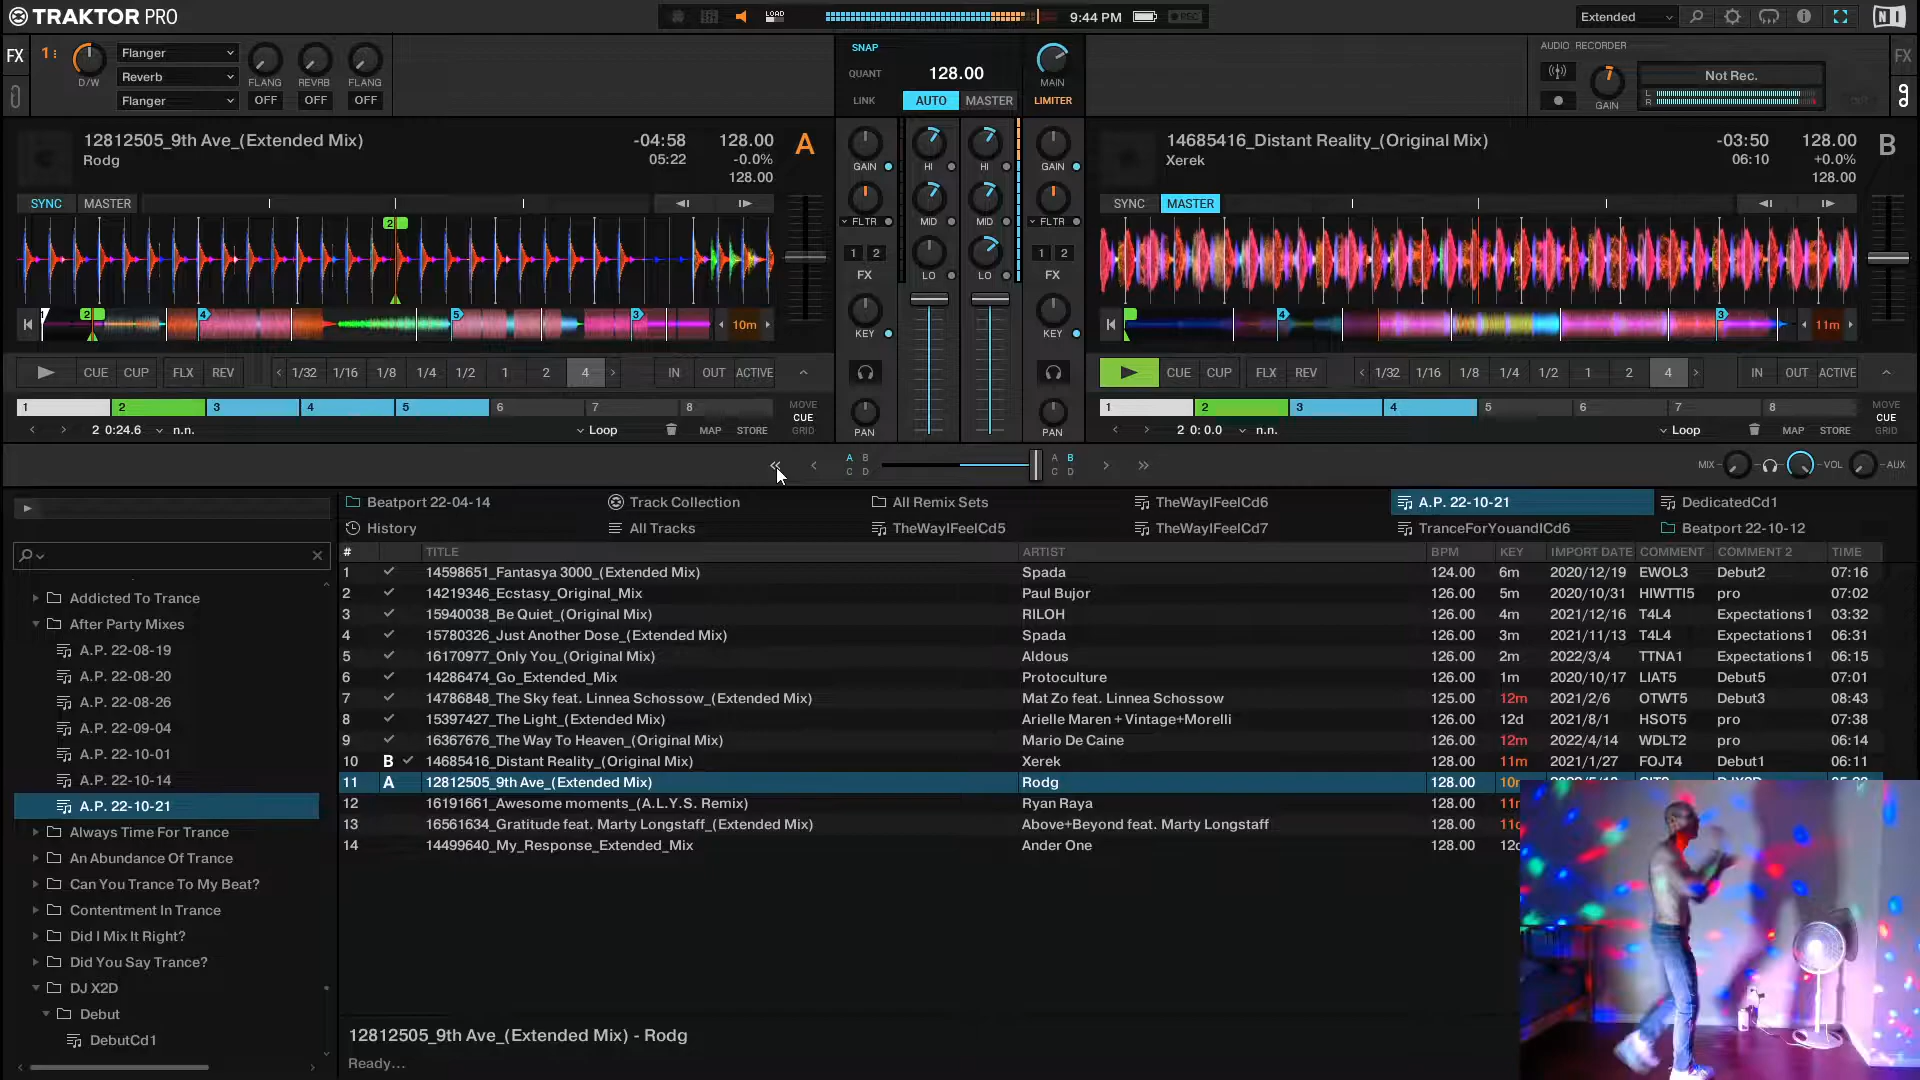 TRAKTOR PRO
LOAD
9:44 PM
REC
Extended
FX
1
D/W
Flanger
Reverb
Flanger
FLANG
REVRB
FLANG
OFF
OFF
OFF
SNAP
QUANT
LINK
128.00
AUTO
MASTER
MAIN
LIMITER
AUDIO RECORDER
GAIN
Not Rec.
L
R
FX
12812505_9th Ave_(Extended Mix)
Rodg
-04:58
05:22
128.00
-0.0%
128.00
A
SYNC
MASTER
2
2
4
5
3
10m
CUE
CUP
FLX
REV
1/32
1/16
1/8
1/4
1/2
1
2
4
IN
OUT
ACTIVE
1
2
3
4
5
6
7
8
MOVE
CUE
GRID
2 0:24.6
n.n.
Loop
MAP
STORE
GAIN
HI
HI
GAIN
FLTR
MID
MID
FLTR
1 2
FX
LO
LO
1 2
FX
KEY
KEY
PAN
PAN
14685416_Distant Reality_(Original Mix)
Xerek
-03:50
06:10
128.00
+0.0%
128.00
B
SYNC
MASTER
4
3
11m
CUE
CUP
FLX
REV
1/32
1/16
1/8
1/4
1/2
1
2
4
IN
OUT
ACTIVE
1
2
3
4
5
6
7
8
MOVE
CUE
GRID
2 0: 0.0
n.n.
Loop
MAP
STORE
A B
C D
A B
C D
MIX
VOL
AUX
Beatport 22-04-14
Track Collection
All Remix Sets
TheWayIFeelCd6
A.P. 22-10-21
DedicatedCd1
History
All Tracks
TheWayIFeelCd5
TheWayIFeelCd7
TranceForYouandICd6
Beatport 22-10-12
Addicted To Trance
After Party Mixes
A.P. 22-08-19
A.P. 22-08-20
A.P. 22-08-26
A.P. 22-09-04
A.P. 22-10-01
A.P. 22-10-14
A.P. 22-10-21
Always Time For Trance
An Abundance Of Trance
Can You Trance To My Beat?
Contentment In Trance
Did I Mix It Right?
Did You Say Trance?
DJ X2D
Debut
DebutCd1
# TITLE ARTIST BPM KEY IMPORT DATE COMMENT COMMENT 2 TIME
1 14598651_Fantasya 3000_(Extended Mix) Spada 124.00 6m 2020/12/19 EWOL3 Debut2 07:16
2 14219346_Ecstasy_Original_Mix Paul Bujor 126.00 5m 2020/10/31 HIWTTI5 pro 07:02
3 15940038_Be Quiet_(Original Mix) RILOH 126.00 4m 2021/12/16 T4L4 Expectations1 03:32
4 15780326_Just Another Dose_(Extended Mix) Spada 126.00 3m 2021/11/13 T4L4 Expectations1 06:31
5 16170977_Only You_(Original Mix) Aldous 126.00 2m 2022/3/4 TTNA1 Expectations1 06:15
6 14286474_Go_Extended_Mix Protoculture 126.00 1m 2020/10/17 LIAT5 Debut5 07:01
7 14786848_The Sky feat. Linnea Schossow_(Extended Mix) Mat Zo feat. Linnea Schossow 125.00 12m 2021/2/6 OTWT5 Debut3 08:43
8 15397427_The Light_(Extended Mix) Arielle Maren + Vintage+Morelli 126.00 12d 2021/8/1 HSOT5 pro 07:38
9 16367676_The Way To Heaven_(Original Mix) Mario De Caine 126.00 12m 2022/4/14 WDLT2 pro 06:14
10 B 14685416_Distant Reality_(Original Mix) Xerek 128.00 11m 2021/1/27 FOJT4 Debut1 06:11
11 A 12812505_9th Ave_(Extended Mix) Rodg 128.00
12 16191661_Awesome moments_(A.L.Y.S. Remix) Ryan Raya 128.00
13 16561634_Gratitude feat. Marty Longstaff_(Extended Mix) Above+Beyond feat. Marty Longstaff 128.00
14 14499640_My_Response_Extended_Mix Ander One 128.00
12812505_9th Ave_(Extended Mix) - Rodg
Ready...